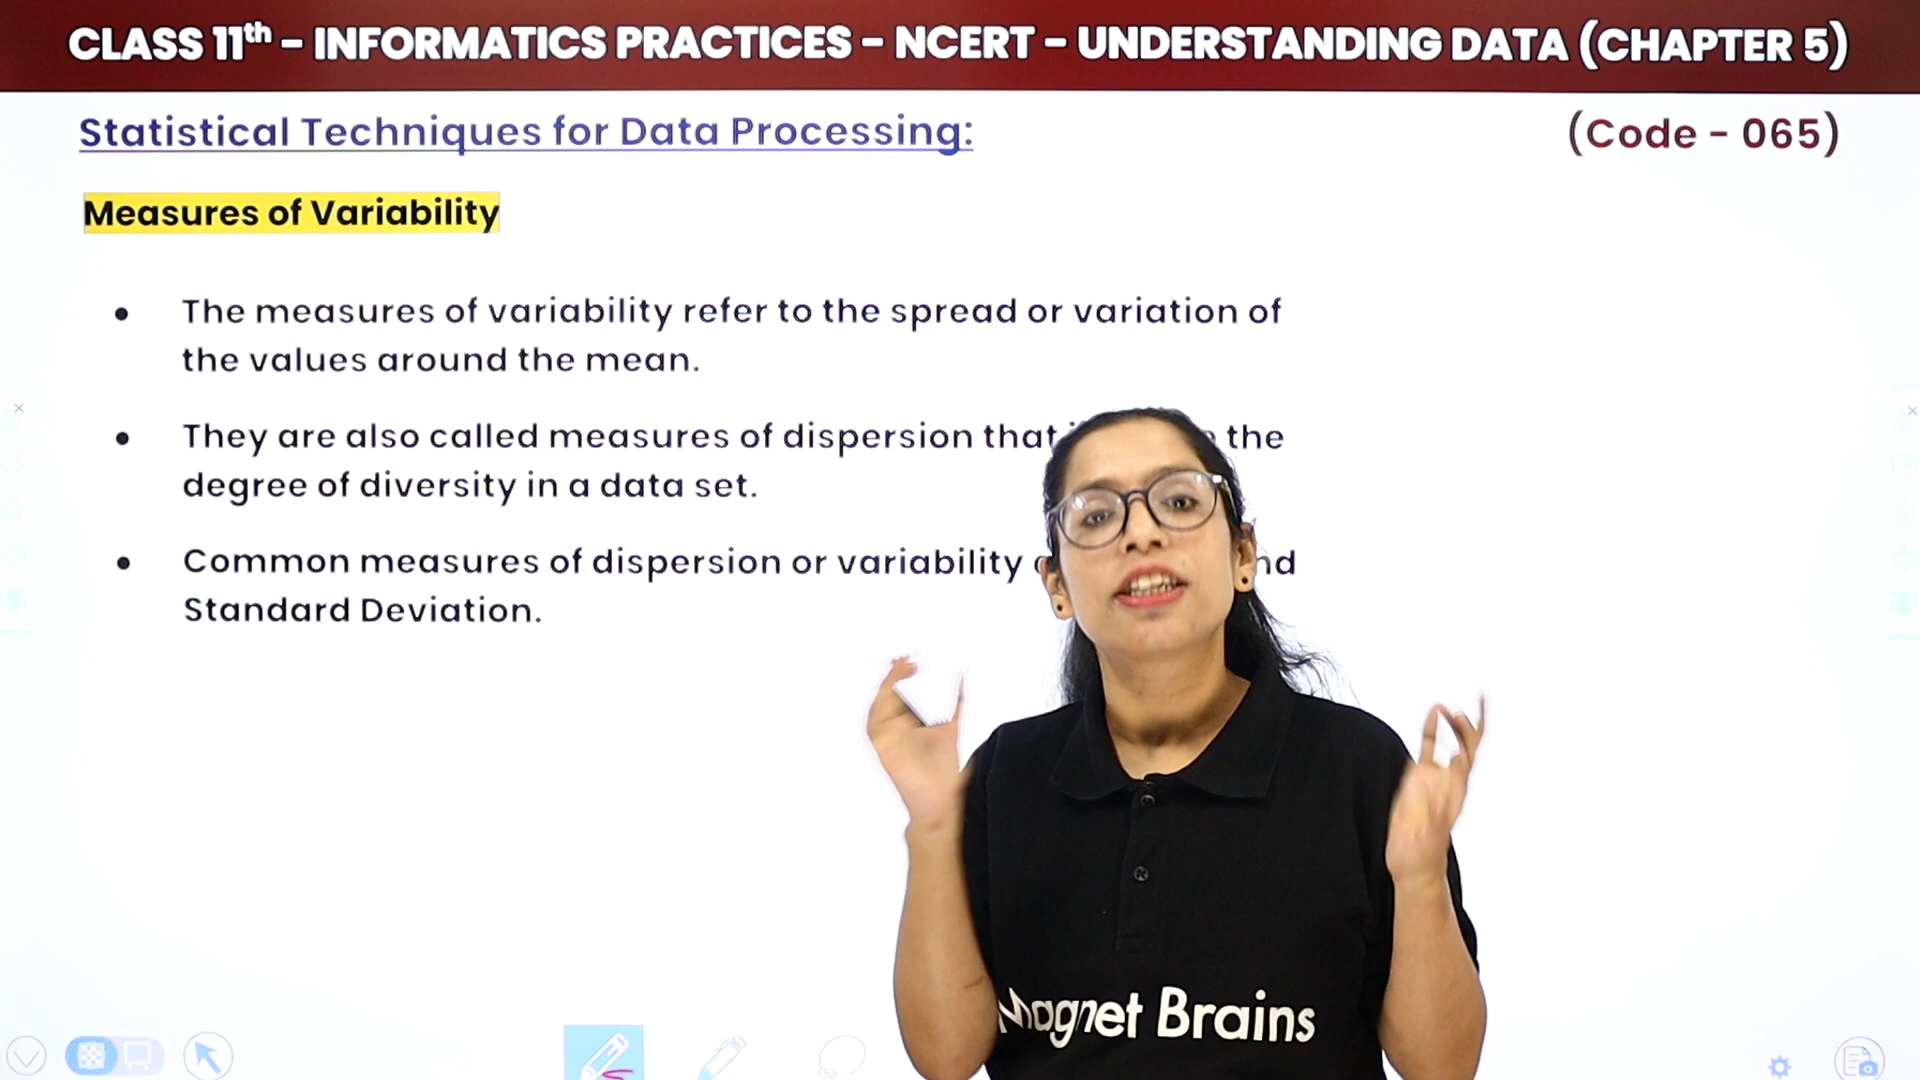 CLASS 11th - INFORMATICS PRACTICES - NCERT - UNDERSTANDING DATA (CHAPTER 5)
Statistical Techniques for Data Processing:
(Code - 065)
Measures of Variability
• The measures of variability refer to the spread or variation of
the values around the mean.
• They are also called measures of dispersion that the
degree of diversity in a data set.
• Common measures of dispersion or variability
Standard Deviation.
Magnet Brains